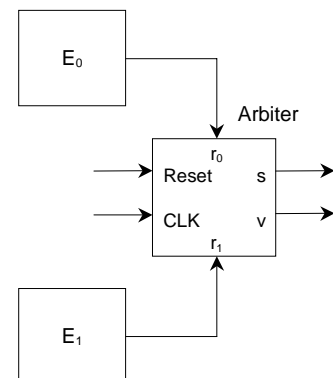 E₀
Arbiter
r₀
Reset s
CLK v
r₁
E₁